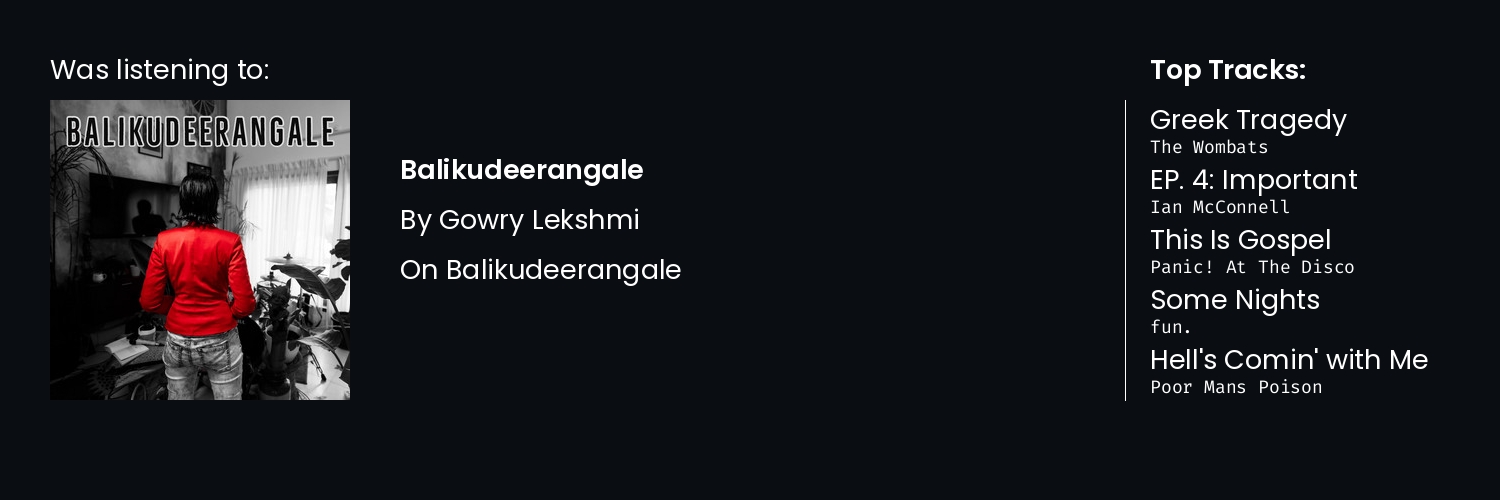 Was listening to:
BALIKUDEERANGALE
Balikudeerangale
By Gowry Lekshmi
On Balikudeerangale
Top Tracks:
Greek Tragedy
The Wombats
EP. 4: Important
Ian McConnell
This Is Gospel
Panic! At The Disco
Some Nights
fun.
Hell's Comin' with Me
Poor Mans Poison